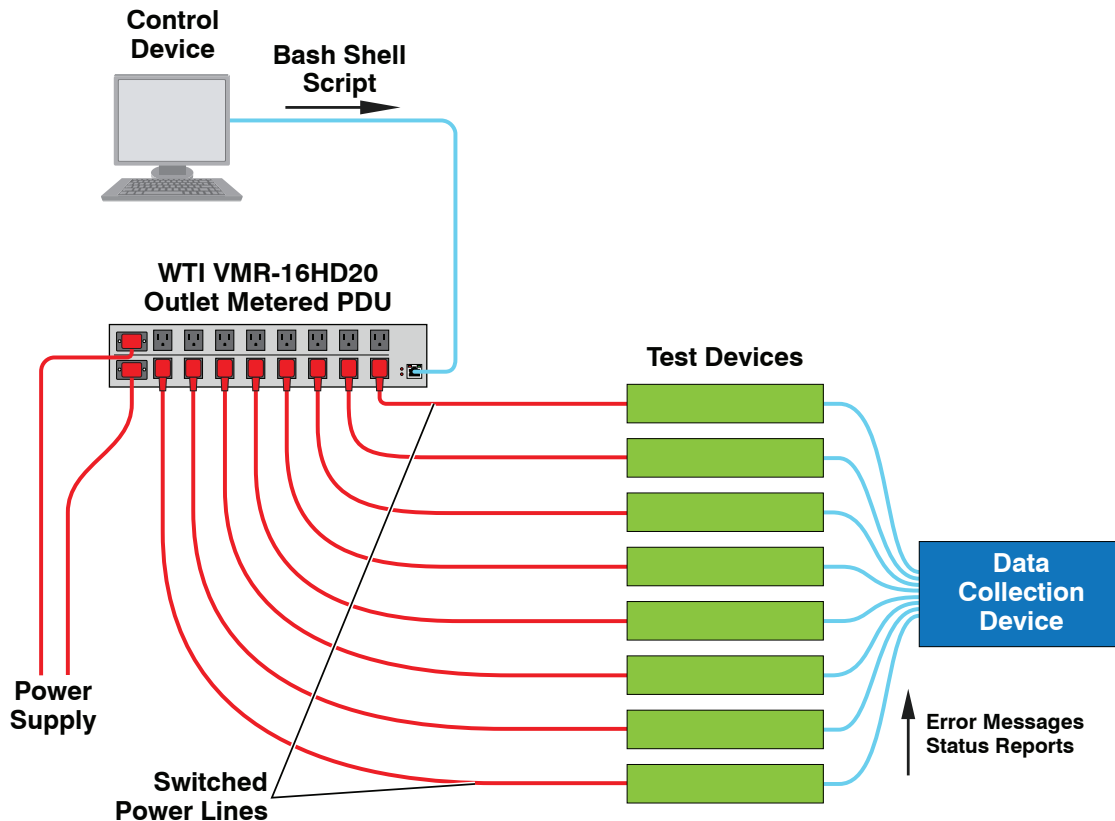 Control
Device
Bash Shell
Script
WTI VMR-16HD20
Outlet Metered PDU
Test Devices
Data
Collection
Device
Power
Supply
Error Messages
Status Reports
Switched
Power Lines